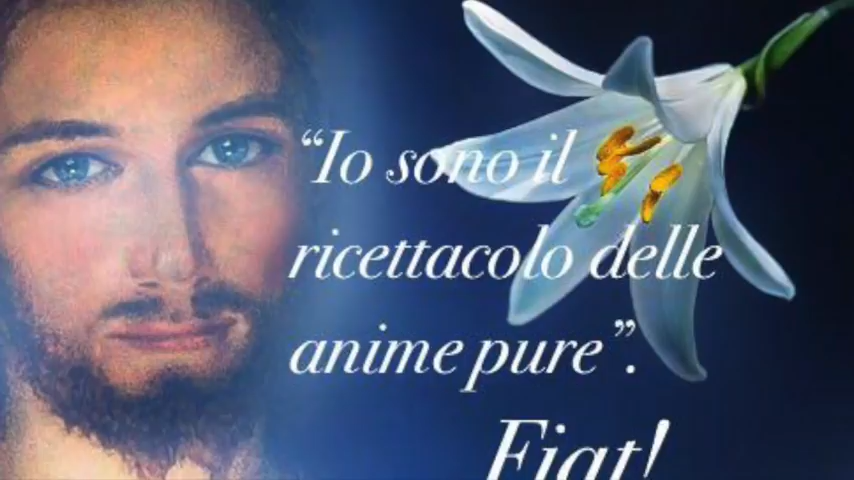 “Io sono il
ricettacolo delle
anime pure”.
Fiat!